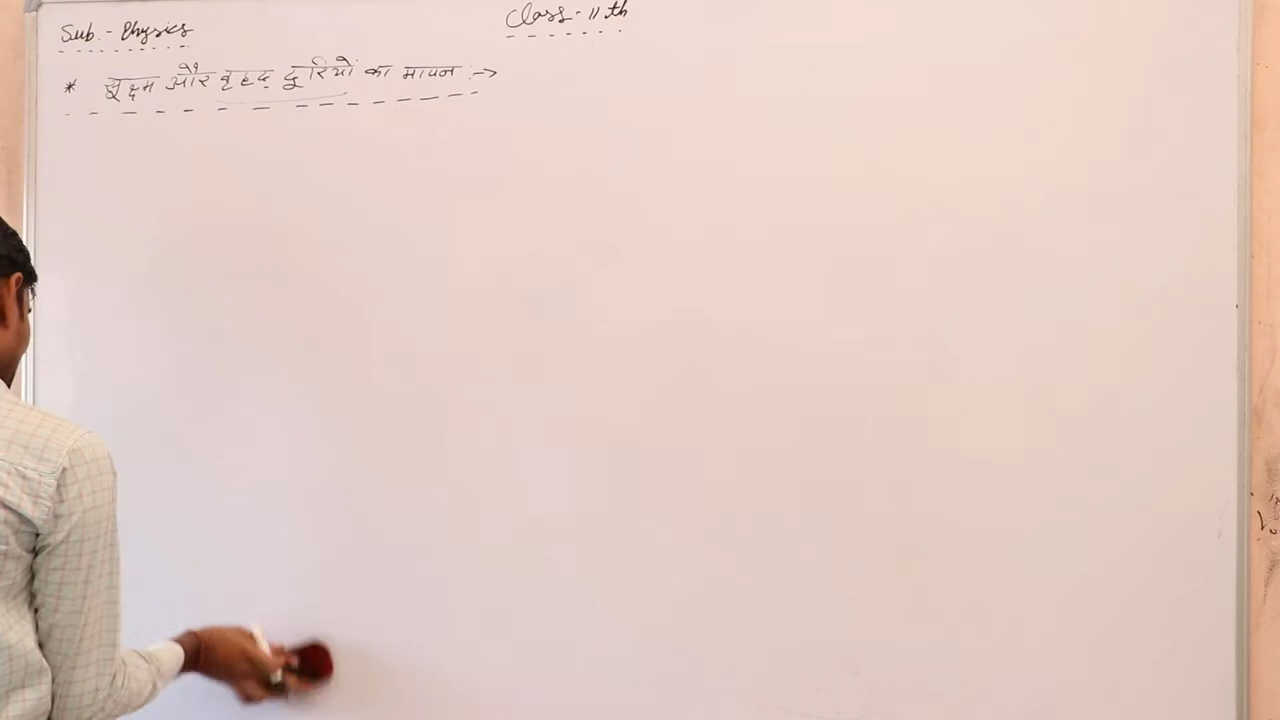 Sub. - Physics
Class - 11 th
* सूक्ष्म और वृहद दूरियों का मापन :->